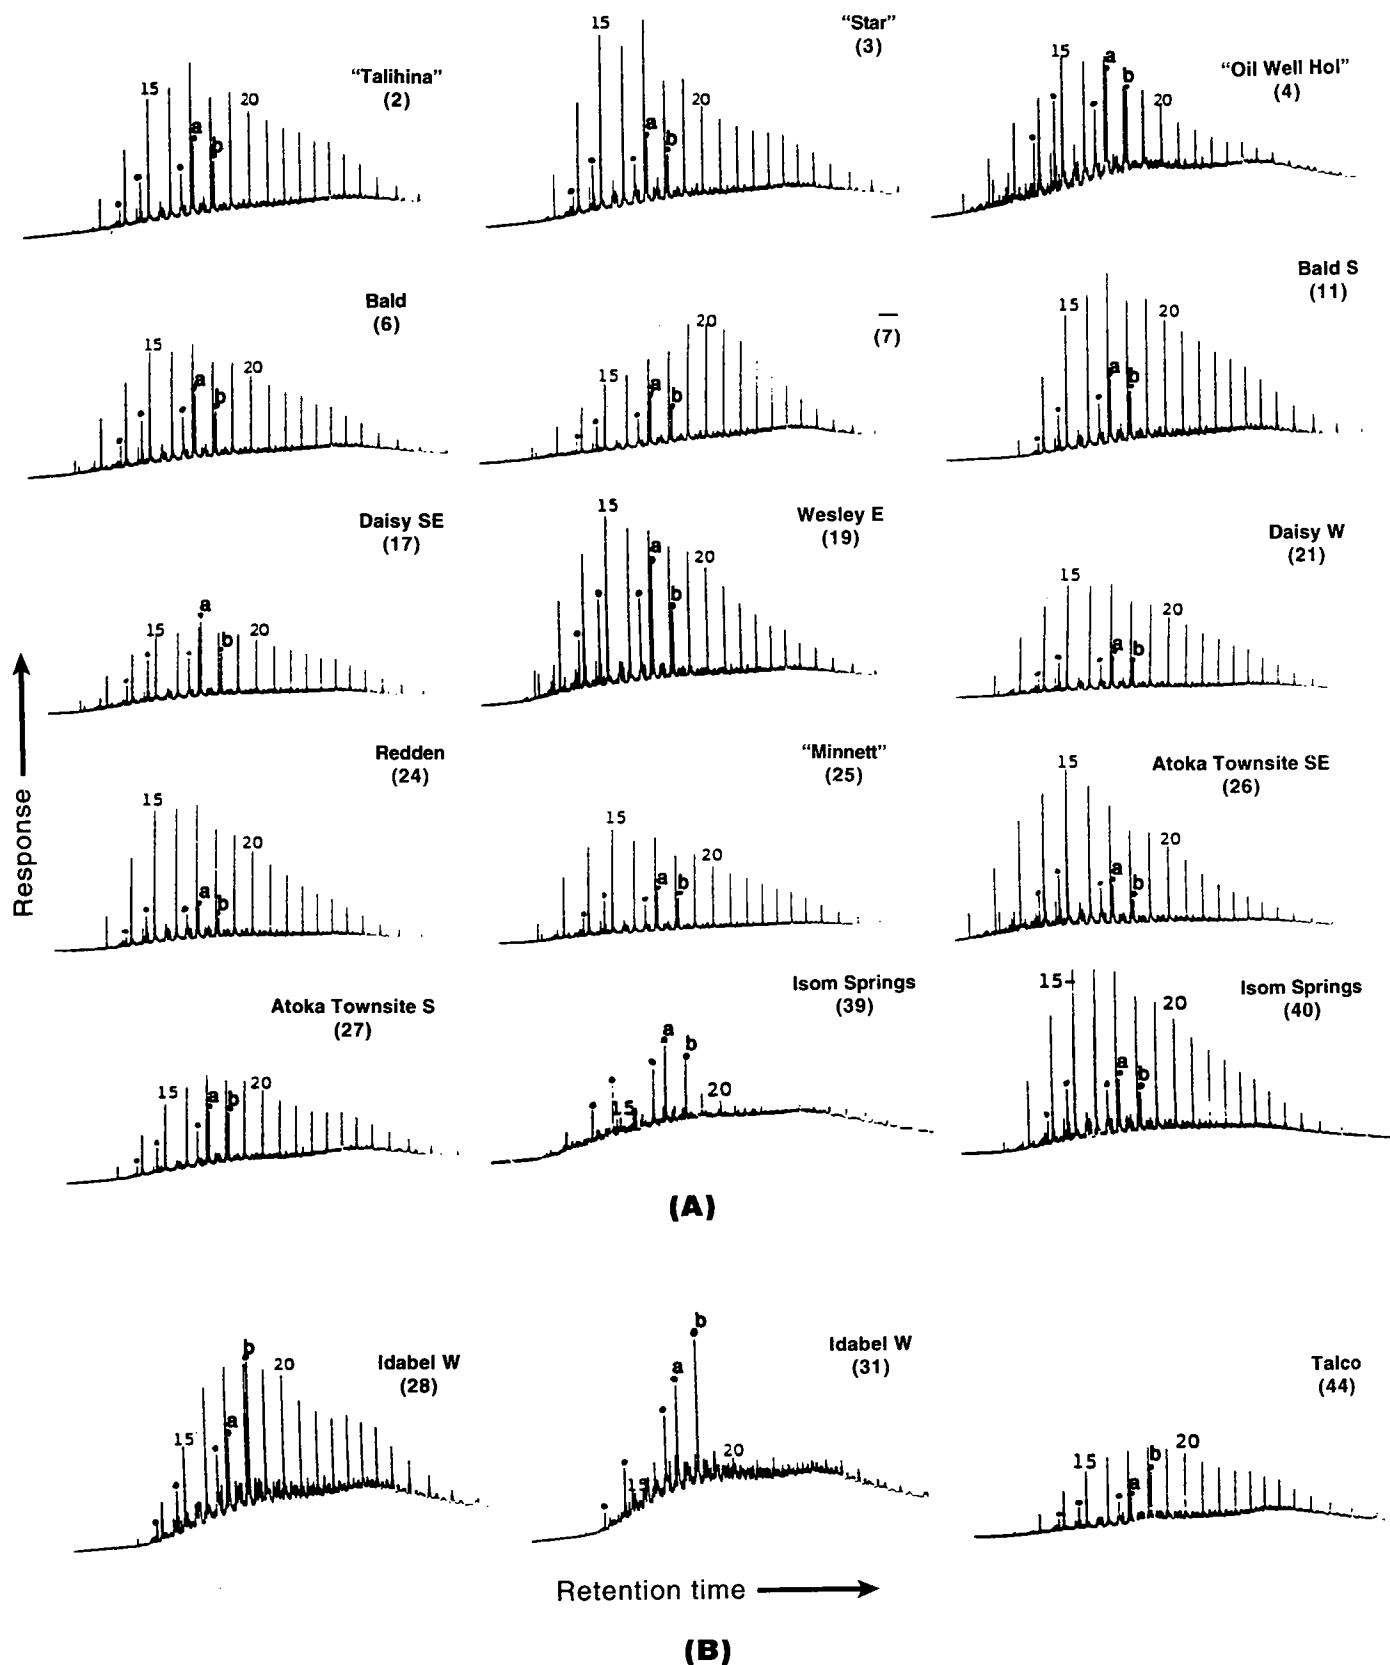 "Talihina"
(2)
15
20
a
b
"Star"
(3)
15
20
a
b
"Oil Well Hol"
(4)
15
20
a
b
Bald
(6)
15
20
a
b
—
(7)
15
20
a
b
Bald S
(11)
15
20
a
b
Daisy SE
(17)
15
20
a
b
Wesley E
(19)
15
20
a
b
Daisy W
(21)
15
20
a
b
Redden
(24)
15
20
a
b
"Minnett"
(25)
15
20
a
b
Atoka Townsite SE
(26)
15
20
a
b
Atoka Townsite S
(27)
15
20
a
b
Isom Springs
(39)
15
20
a
b
Isom Springs
(40)
15
20
a
b
Response
(A)
Idabel W
(28)
15
20
a
b
Idabel W
(31)
15
20
a
b
Talco
(44)
15
20
a
b
Retention time
(B)